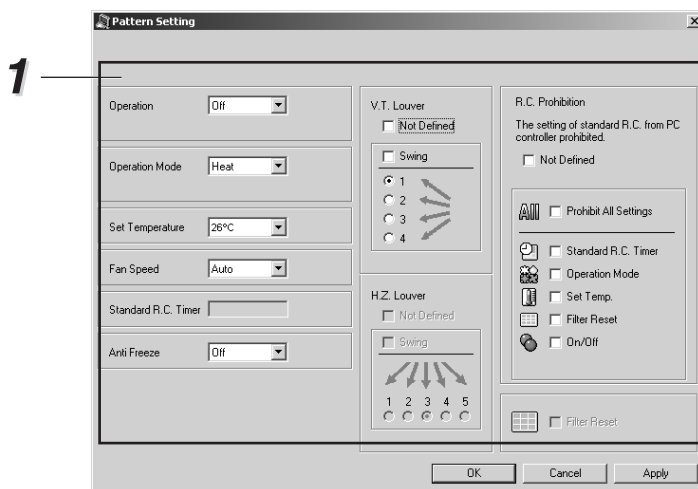 Pattern Setting
1
Operation Off
Operation Mode Heat
Set Temperature 26°C
Fan Speed Auto
Standard R.C. Timer
Anti Freeze Off
V.T. Louver
Not Defined
Swing
1
2
3
4
H.Z. Louver
Not Defined
Swing
1 2 3 4 5
R.C. Prohibition
The setting of standard R.C. from PC
controller prohibited.
Not Defined
All Prohibit All Settings
Standard R.C. Timer
Operation Mode
Set Temp.
Filter Reset
On/Off
Filter Reset
OK Cancel Apply